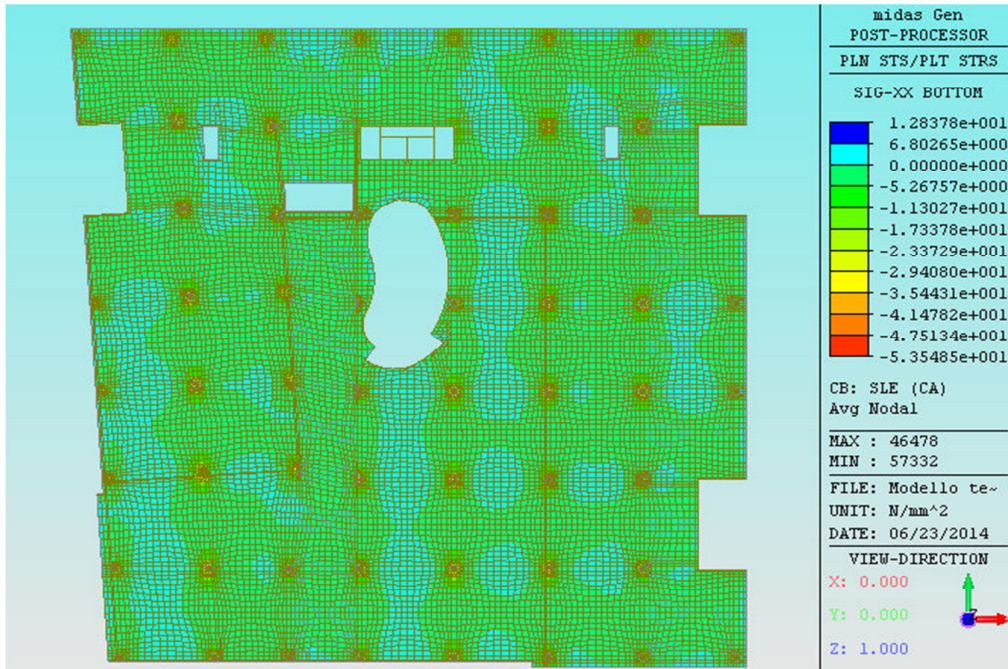 midas Gen
POST-PROCESSOR
PLN STS/PLT STRS
SIG-XX BOTTOM
1.28378e+001
6.80265e+000
0.00000e+000
-5.26757e+000
-1.13027e+001
-1.73378e+001
-2.33729e+001
-2.94080e+001
-3.54431e+001
-4.14782e+001
-4.75134e+001
-5.35485e+001
CB: SLE (CA)
Avg Nodal
MAX : 46478
MIN : 57332
FILE: Modello te~
UNIT: N/mm^2
DATE: 06/23/2014
VIEW-DIRECTION
X: 0.000
Y: 0.000
Z: 1.000
Z